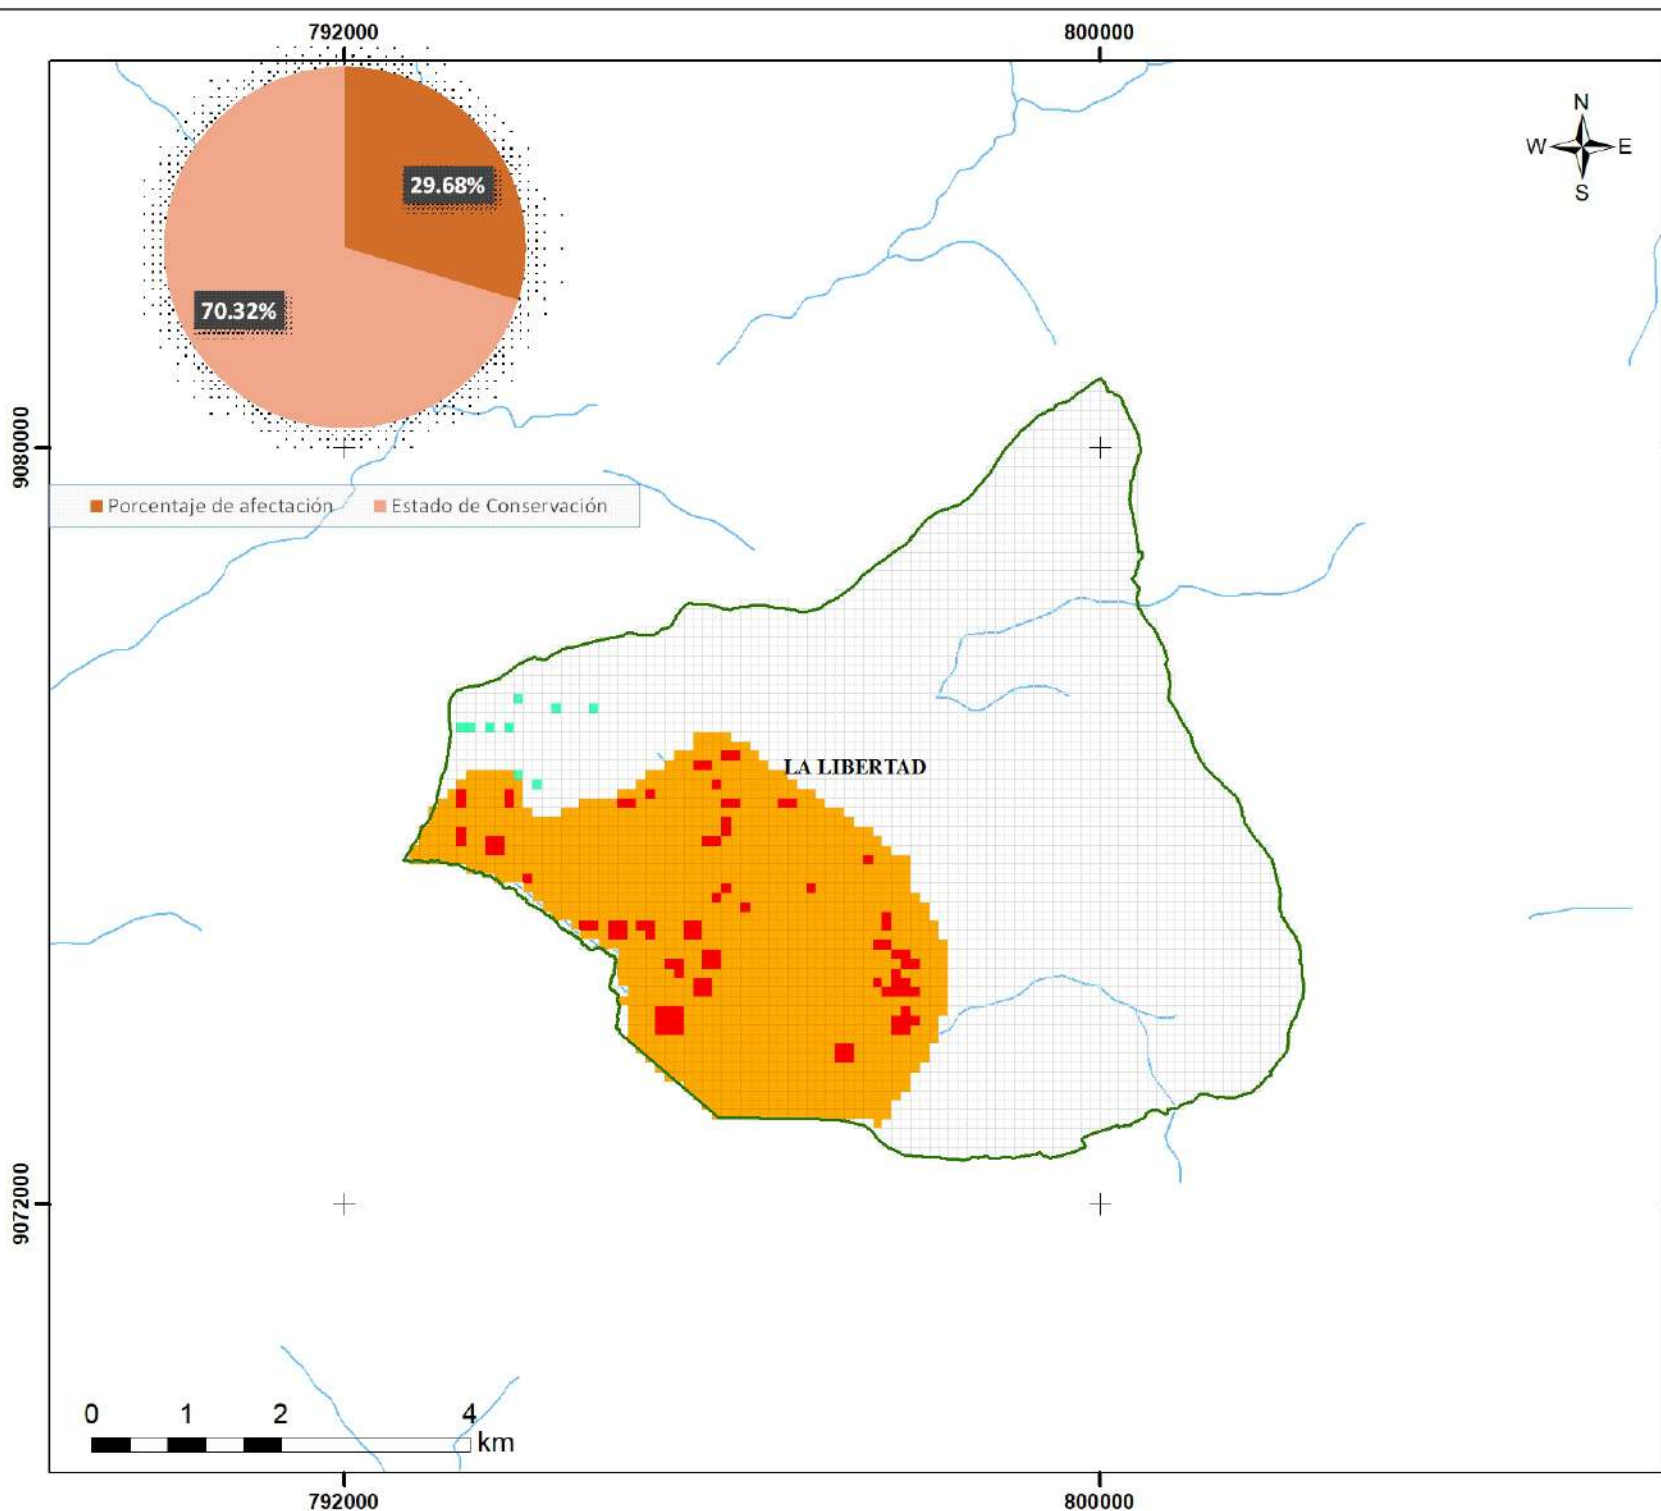 792000 800000
N
W E
S
29.68%
70.32%
9080000
Porcentaje de afectación Estado de Conservación
LA LIBERTAD
9072000
0 1 2 4
km
792000 800000